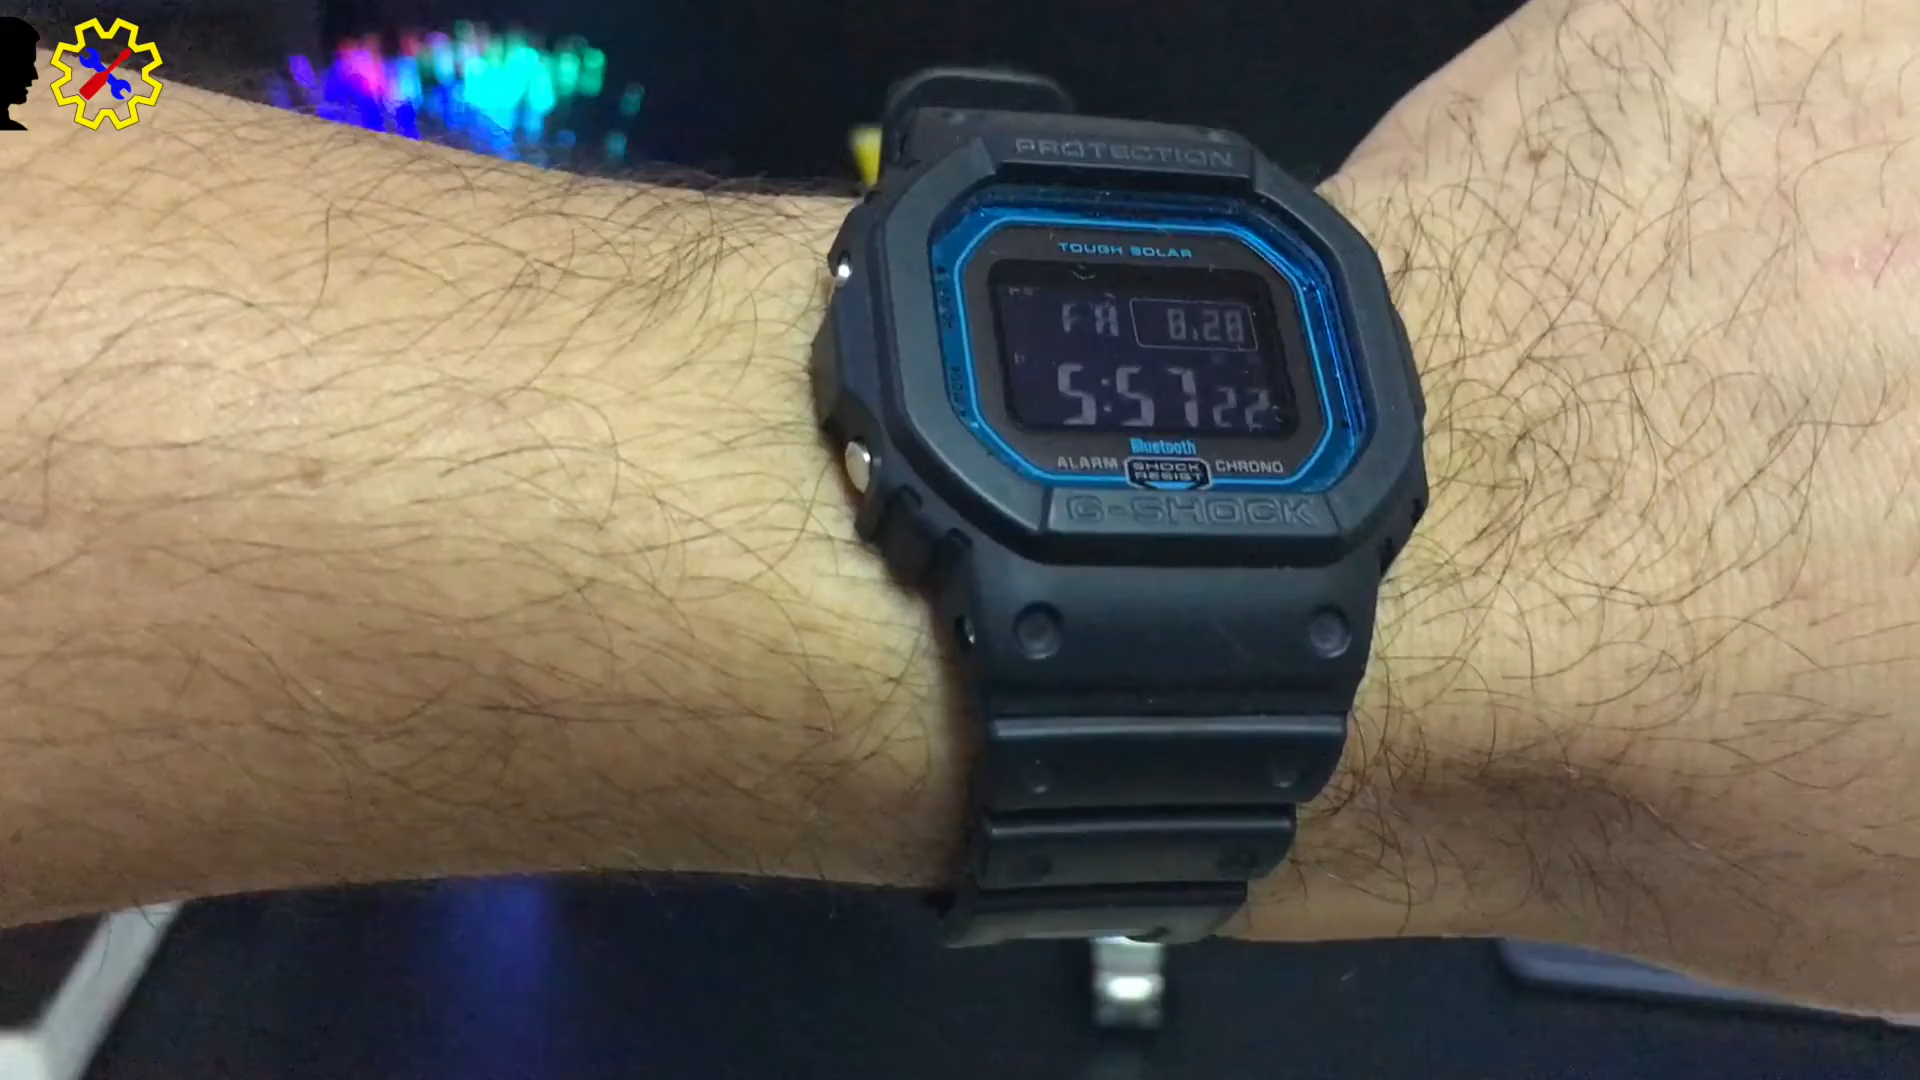 PROTECTION
TOUGH SOLAR
FR 8.28
5:57 22
Bluetooth
ALARM SHOCK RESIST CHRONO
G-SHOCK